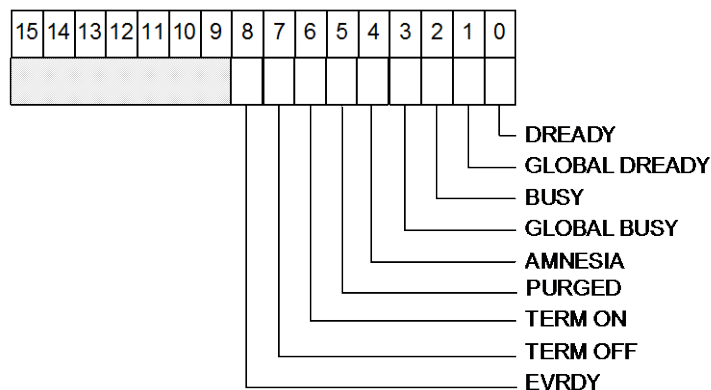 15 14 13 12 11 10 9 8 7 6 5 4 3 2 1 0
DREADY
GLOBAL DREADY
BUSY
GLOBAL BUSY
AMNESIA
PURGED
TERM ON
TERM OFF
EVRDY